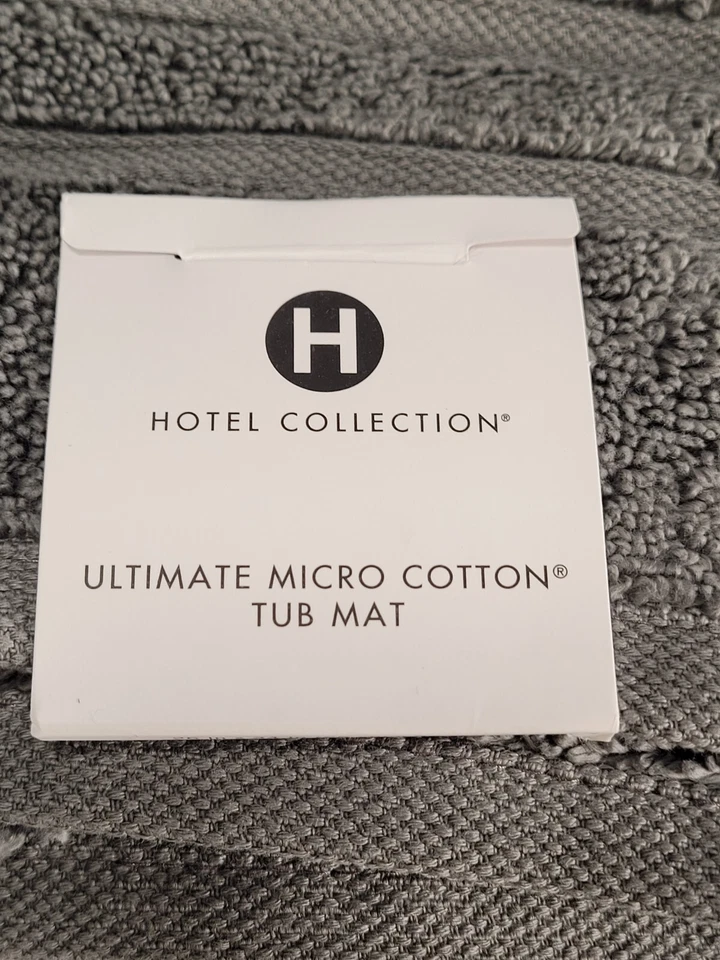 H
HOTEL COLLECTION®
ULTIMATE MICRO COTTON®
TUB MAT